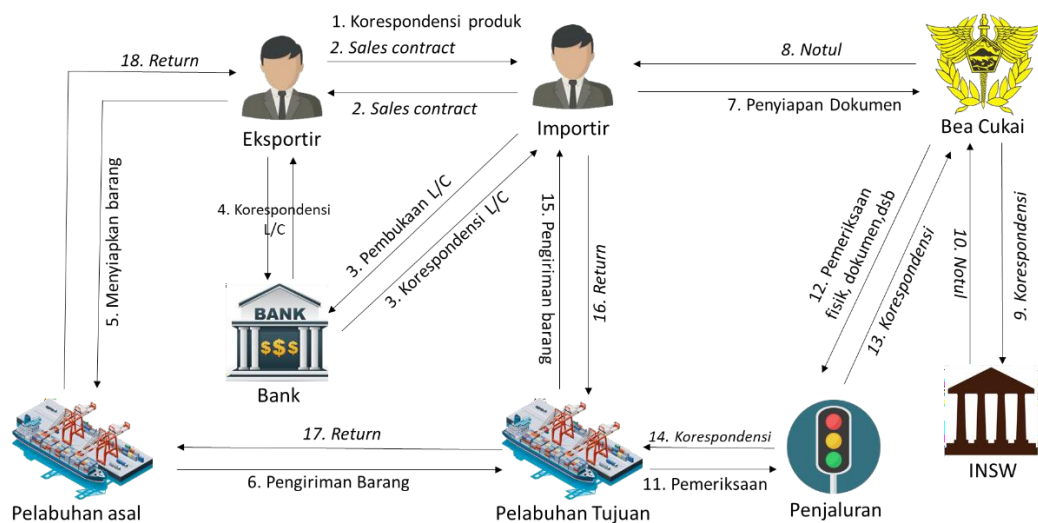 1. Korespondensi produk
2. Sales contract
8. Notul
18. Return
2. Sales contract
7. Penyiapan Dokumen
Eksportir
Importir
Bea Cukai
5. Menyiapkan barang
4. Korespondensi
L/C
3. Pembukaan L/C
3. Korespondensi L/C
15. Pengiriman barang
16. Return
12. Pemeriksaan
fisik, dokumen,dsb
13. Korespondensi
10. Notul
9. Korespondensi
BANK
$$$
Bank
17. Return
14. Korespondensi
6. Pengiriman Barang
11. Pemeriksaan
INSW
Pelabuhan asal
Pelabuhan Tujuan
Penjaluran